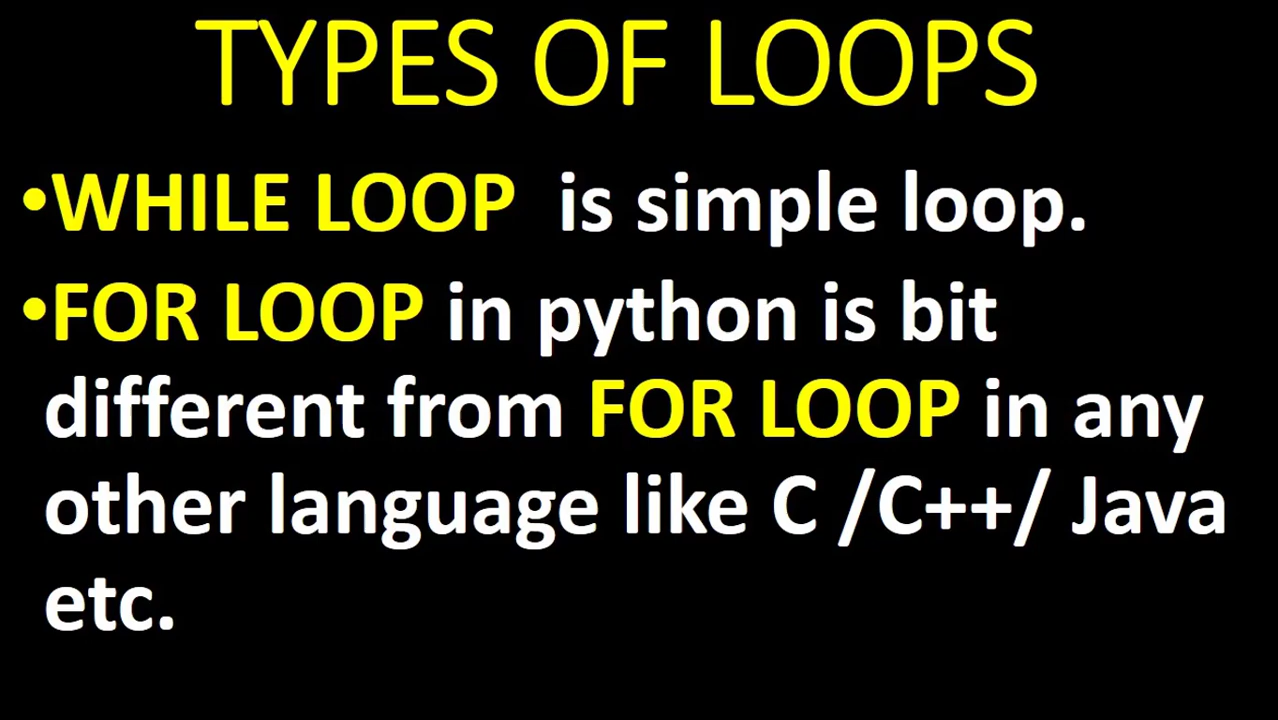 TYPES OF LOOPS
•WHILE LOOP is simple loop.
•FOR LOOP in python is bit
different from FOR LOOP in any
other language like C /C++/ Java
etc.